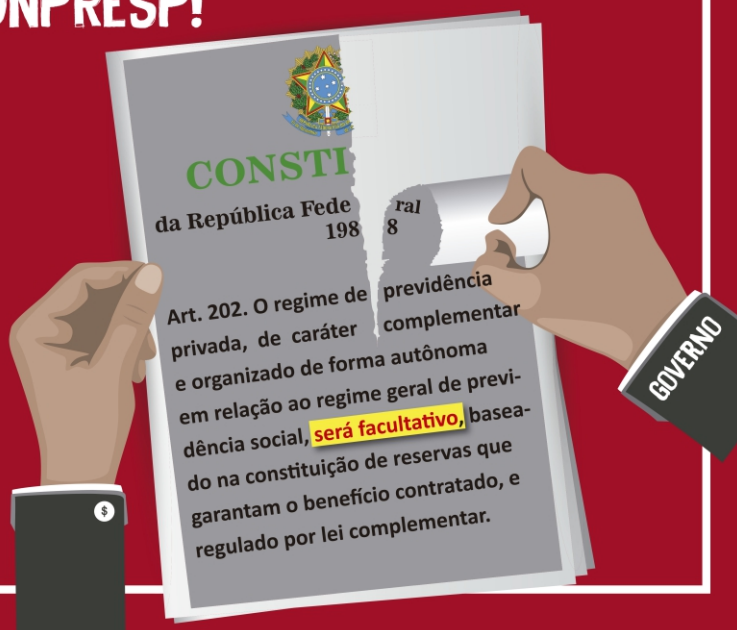 CONSTI
da República Fede ral
198 8
Art. 202. O regime de previdência
privada, de caráter complementar
e organizado de forma autônoma
em relação ao regime geral de previ-
dência social, será facultativo, basea-
do na constituição de reservas que
garantam o benefício contratado, e
regulado por lei complementar.
GOVERNO
$